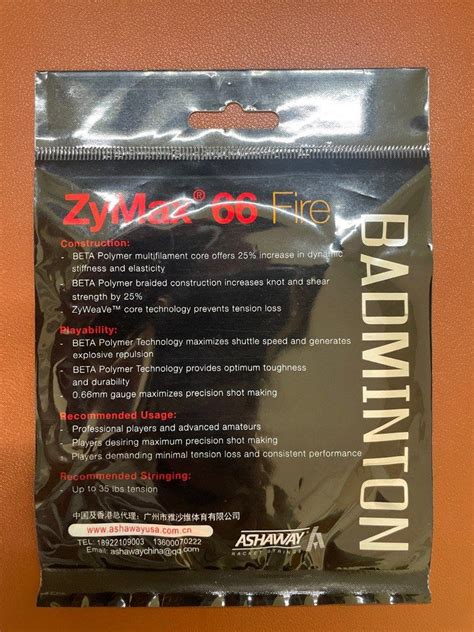 ZyMax® 66 Fire
Construction:
- BETA Polymer multifilament core offers 25% increase in dynamic
stiffness and elasticity
- BETA Polymer braided construction increases knot and shear
strength by 25%
- ZyWeaVe™ core technology prevents tension loss
Playability:
- BETA Polymer Technology maximizes shuttle speed and generates
explosive repulsion
- BETA Polymer Technology provides optimum toughness
and durability
- 0.66mm gauge maximizes precision shot making
Recommended Usage:
- Professional players and advanced amateurs
- Players desiring maximum precision shot making
- Players demanding minimal tension loss and consistent performance
Recommended Stringing:
- Up to 35 lbs tension
中国及香港总代理：广州市雅沙维体育有限公司
www.ashawayusa.com.cn
TEL: 18922109003 13600070222
Email: ashawaychina@qq.com
ASHAWAY
RACKET STRINGS
BADMINTON